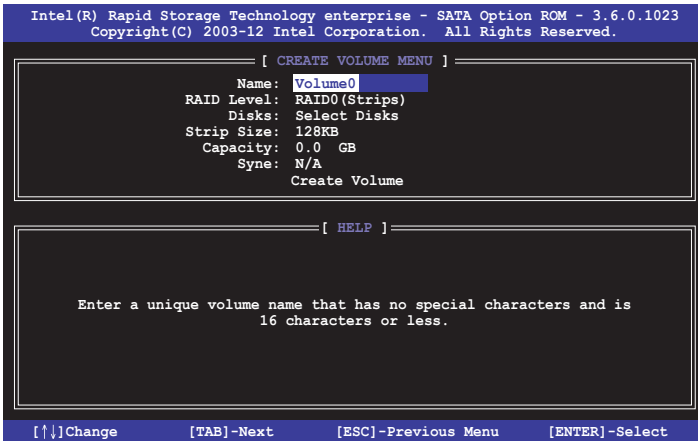 Intel(R) Rapid Storage Technology enterprise - SATA Option ROM - 3.6.0.1023
Copyright(C) 2003-12 Intel Corporation. All Rights Reserved.
[ CREATE VOLUME MENU ]
Name: Volume0
RAID Level: RAID0(Strips)
Disks: Select Disks
Strip Size: 128KB
Capacity: 0.0 GB
Syne: N/A
Create Volume
[ HELP ]
Enter a unique volume name that has no special characters and is
16 characters or less.
[↑↓]Change [TAB]-Next [ESC]-Previous Menu [ENTER]-Select